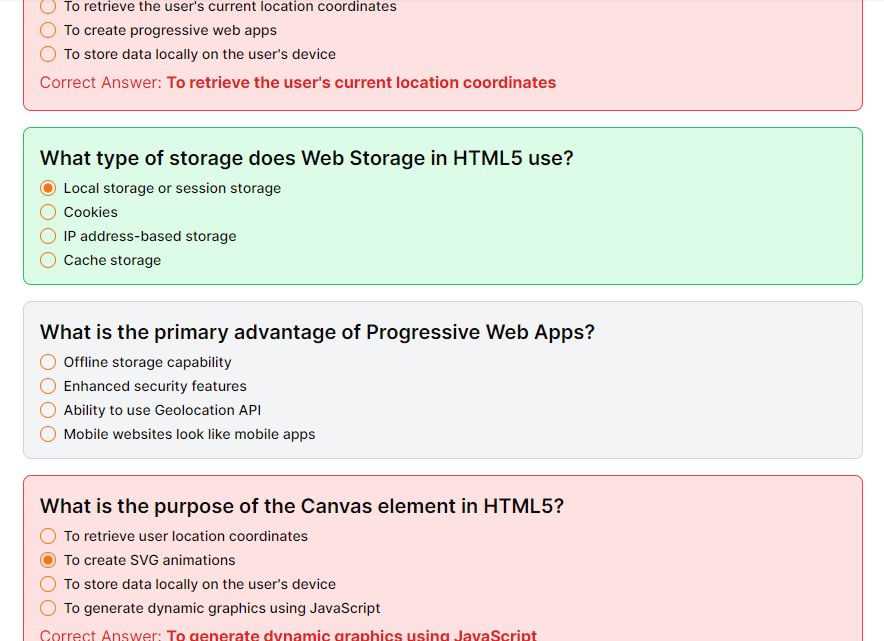 To retrieve the user's current location coordinates
To create progressive web apps
To store data locally on the user's device
Correct Answer: To retrieve the user's current location coordinates
What type of storage does Web Storage in HTML5 use?
Local storage or session storage
Cookies
IP address-based storage
Cache storage
What is the primary advantage of Progressive Web Apps?
Offline storage capability
Enhanced security features
Ability to use Geolocation API
Mobile websites look like mobile apps
What is the purpose of the Canvas element in HTML5?
To retrieve user location coordinates
To create SVG animations
To store data locally on the user's device
To generate dynamic graphics using JavaScript
Correct Answer: To generate dynamic graphics using JavaScript